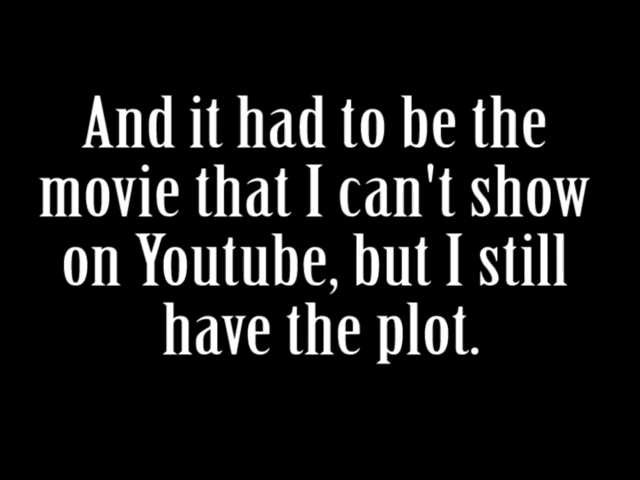 And it had to be the
movie that I can't show
on Youtube, but I still
have the plot.